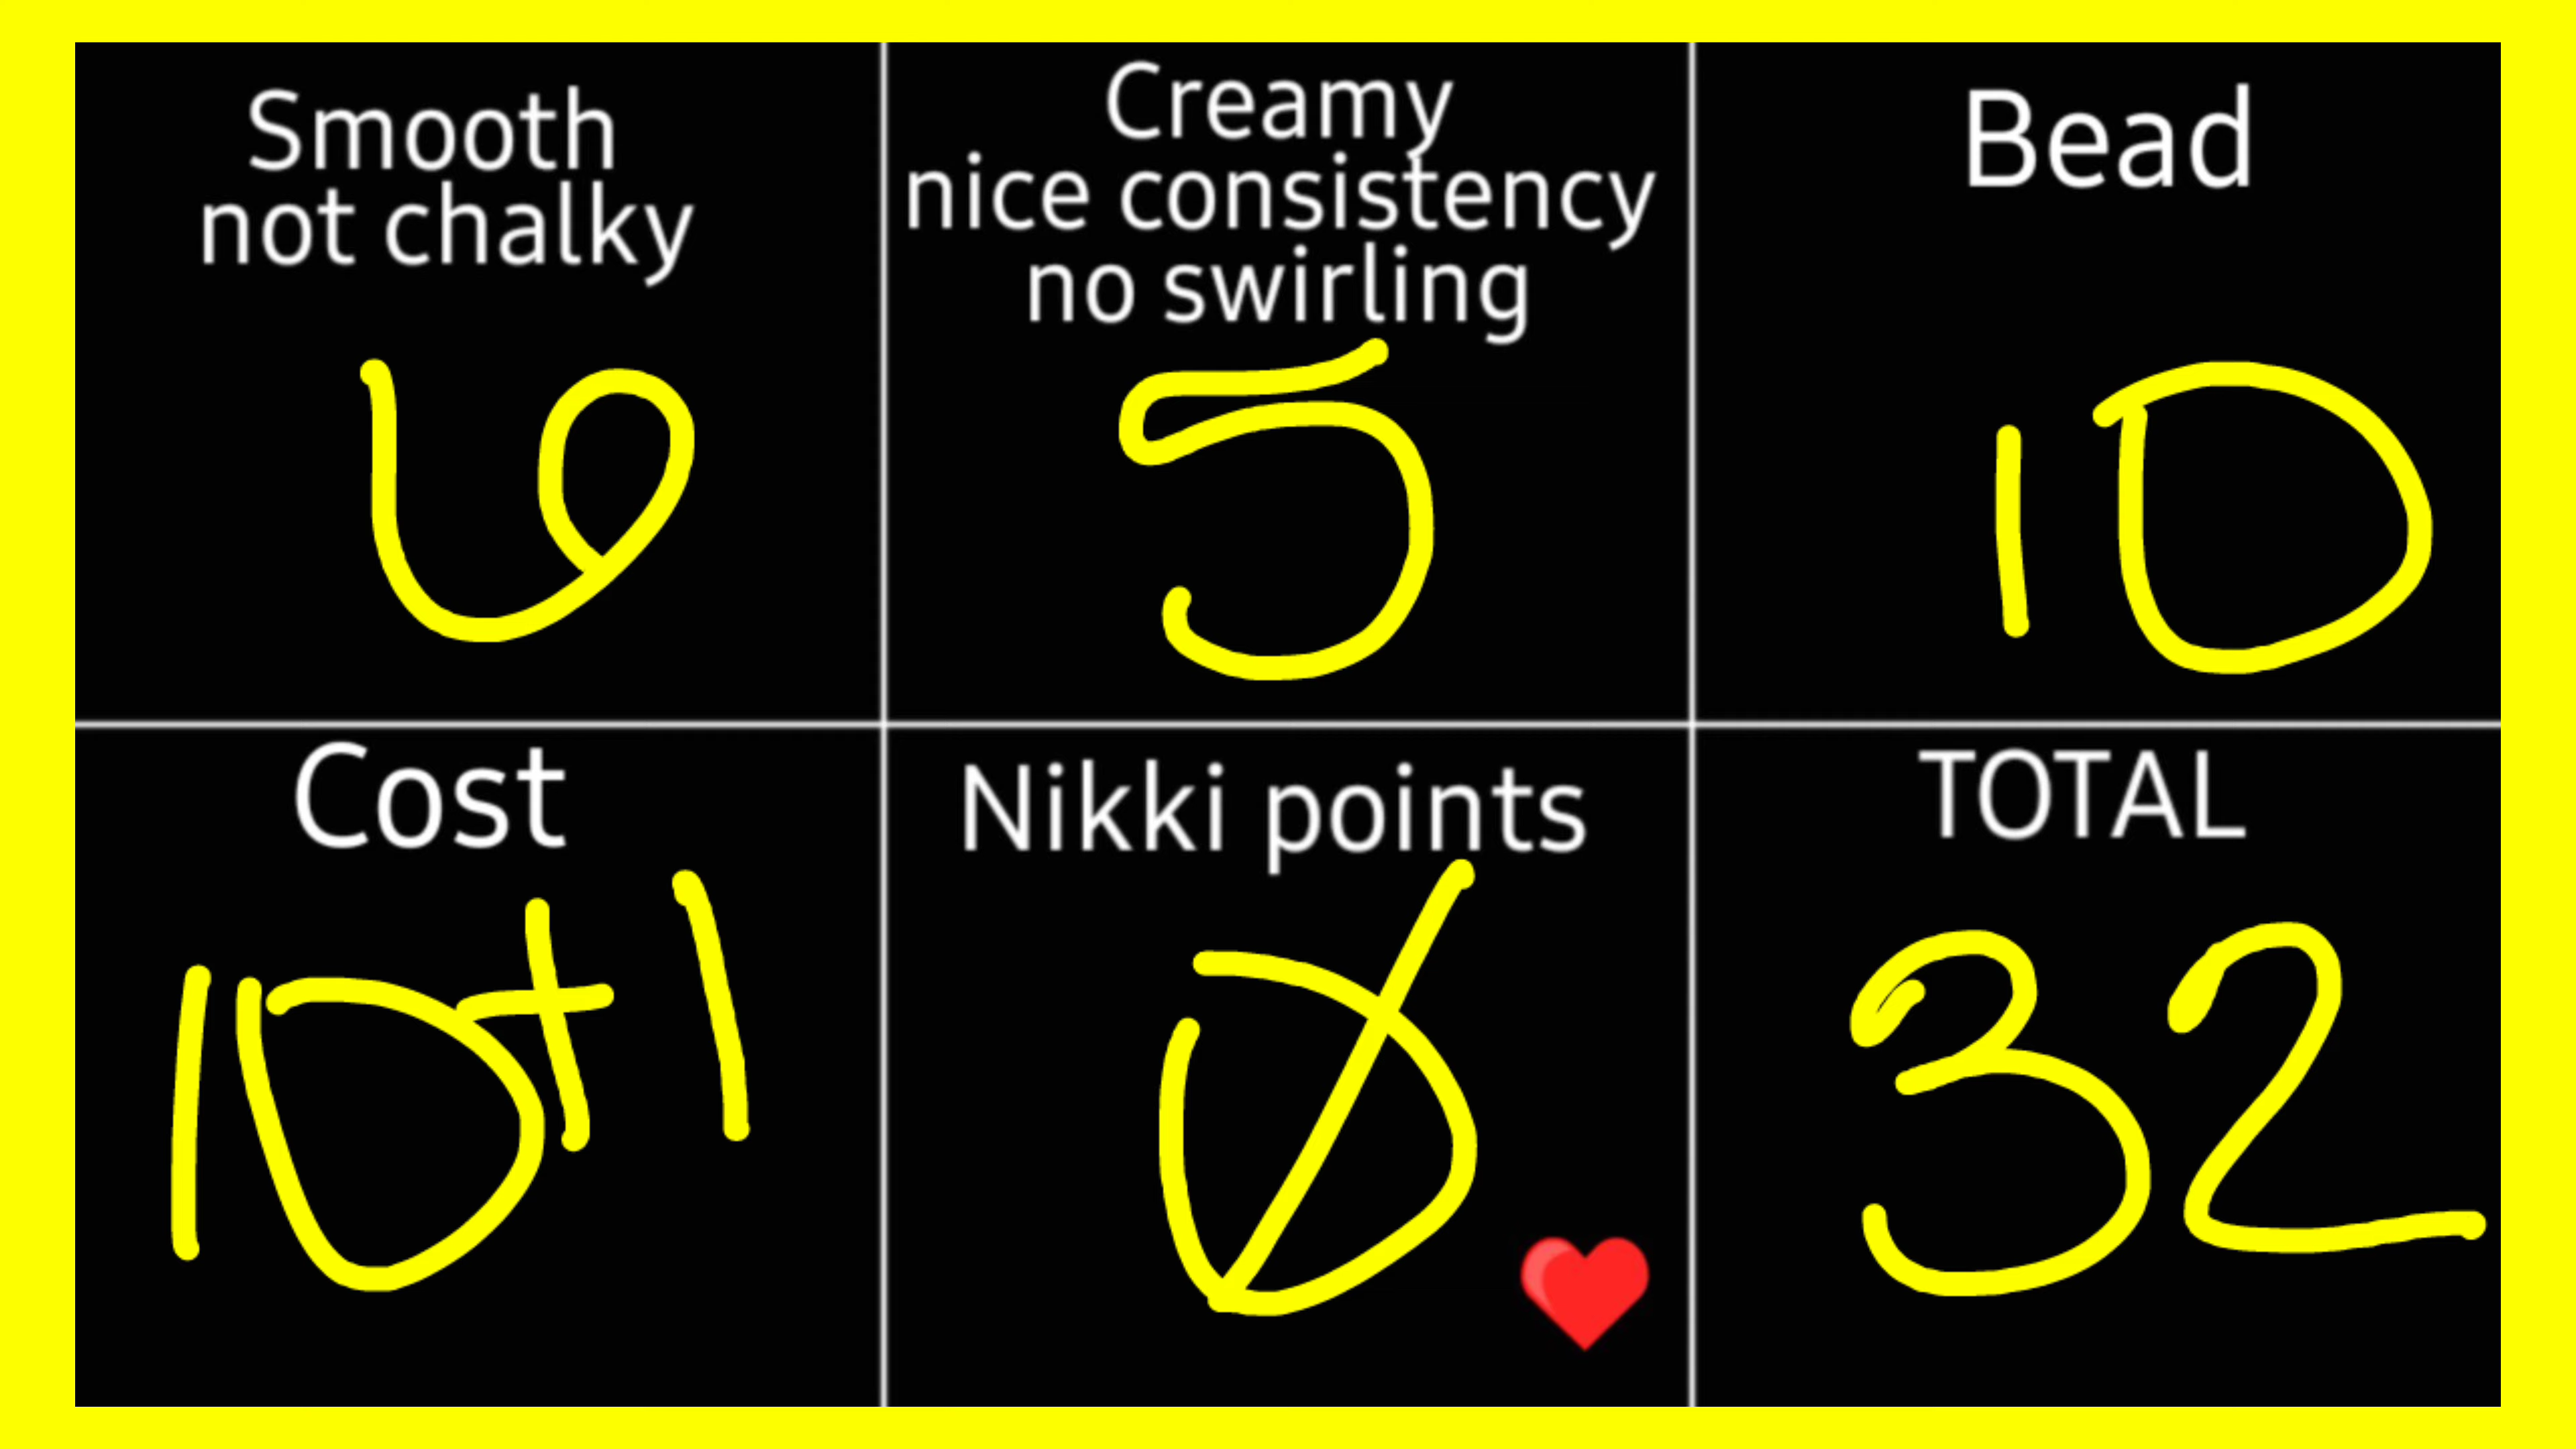 Smooth
not chalky
6
Creamy
nice consistency
no swirling
5
Bead
10
Cost
10+1
Nikki points
0
TOTAL
32